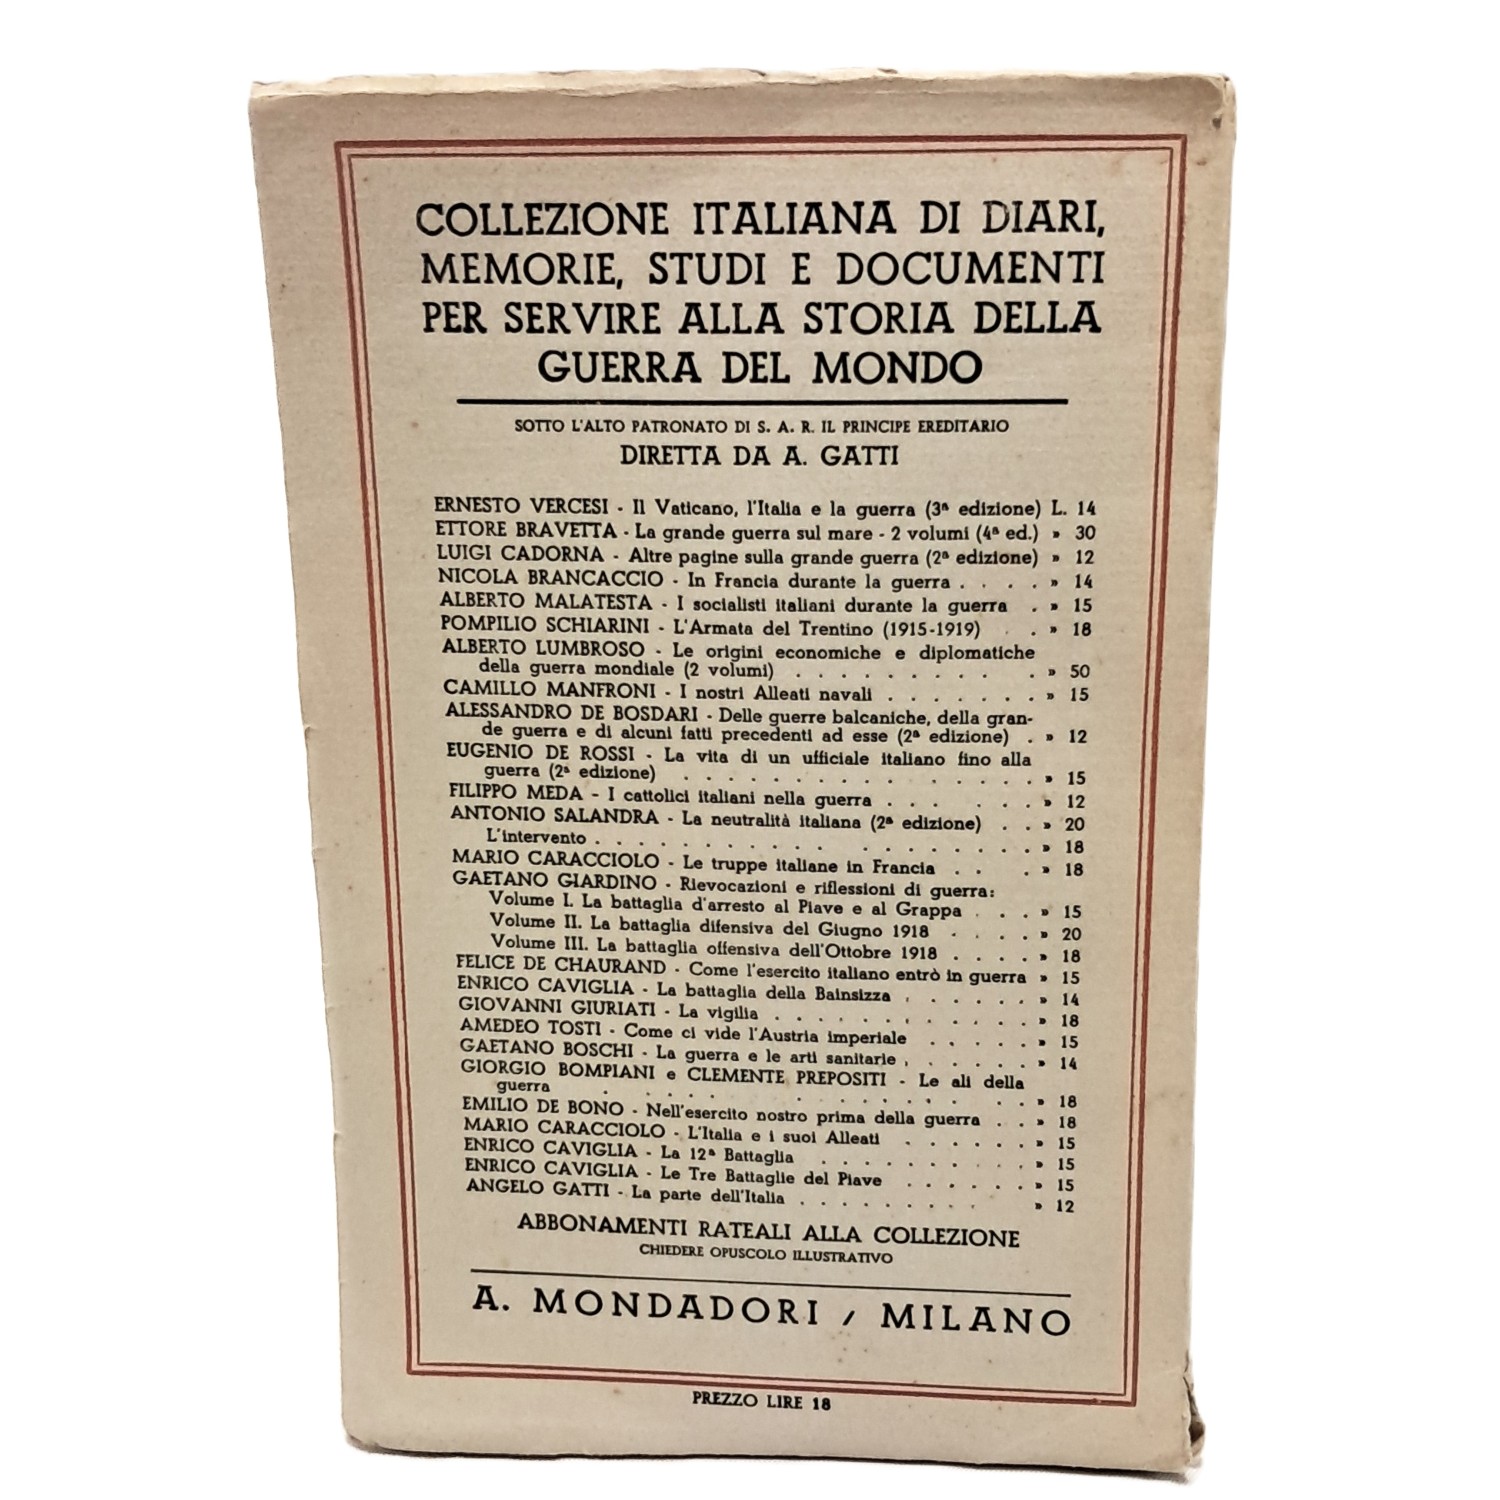 COLLEZIONE ITALIANA DI DIARI,
MEMORIE, STUDI E DOCUMENTI
PER SERVIRE ALLA STORIA DELLA
GUERRA DEL MONDO
SOTTO L'ALTO PATRONATO DI S. A. R. IL PRINCIPE EREDITARIO
DIRETTA DA A. GATTI
ERNESTO VERCESI - Il Vaticano, l'Italia e la guerra (3ª edizione) L. 14
ETTORE BRAVETTA - La grande guerra sul mare - 2 volumi (4ª ed.) » 30
LUIGI CADORNA - Altre pagine sulla grande guerra (2ª edizione) » 12
NICOLA BRANCACCIO - In Francia durante la guerra . . . . » 14
ALBERTO MALATESTA - I socialisti italiani durante la guerra . » 15
POMPILIO SCHIARINI - L'Armata del Trentino (1915-1919) . » 18
ALBERTO LUMBROSO - Le origini economiche e diplomatiche
della guerra mondiale (2 volumi) . . . . . . . . . . » 50
CAMILLO MANFRONI - I nostri Alleati navali . . . . . . . » 15
ALESSANDRO DE BOSDARI - Delle guerre balcaniche, della gran-
de guerra e di alcuni fatti precedenti ad esse (2ª edizione) . » 12
EUGENIO DE ROSSI - La vita di un ufficiale italiano fino alla
guerra (2ª edizione) . . . . . . . . . . . . . . . » 15
FILIPPO MEDA - I cattolici italiani nella guerra . . . . . . » 12
ANTONIO SALANDRA - La neutralità italiana (2ª edizione) . . » 20
L'intervento . . . . . . . . . . . . . . . . . . » 18
MARIO CARACCIOLO - Le truppe italiane in Francia . . . » 18
GAETANO GIARDINO - Rievocazioni e riflessioni di guerra:
Volume I. La battaglia d'arresto al Piave e al Grappa . . . » 15
Volume II. La battaglia difensiva del Giugno 1918 . . . . » 20
Volume III. La battaglia offensiva dell'Ottobre 1918 . . . . » 18
FELICE DE CHAURAND - Come l'esercito italiano entrò in guerra » 15
ENRICO CAVIGLIA - La battaglia della Bainsizza . . . . . . » 14
GIOVANNI GIURIATI - La vigilia . . . . . . . . . . . . » 18
AMEDEO TOSTI - Come ci vide l'Austria imperiale . . . . . » 15
GAETANO BOSCHI - La guerra e le arti sanitarie . . . . . . » 14
GIORGIO BOMPIANI e CLEMENTE PREPOSITI - Le ali della
guerra . . . . . . . . . . . . . . » 18
EMILIO DE BONO - Nell'esercito nostro prima della guerra . . » 18
MARIO CARACCIOLO - L'Italia e i suoi Alleati . . . . . . » 15
ENRICO CAVIGLIA - La 12ª Battaglia . . . . . . . . . . » 15
ENRICO CAVIGLIA - Le Tre Battaglie del Piave . . . . . . » 15
ANGELO GATTI - La parte dell'Italia . . . . . . . . . . » 12
ABBONAMENTI RATEALI ALLA COLLEZIONE
CHIEDERE OPUSCOLO ILLUSTRATIVO
A. MONDADORI / MILANO
PREZZO LIRE 18